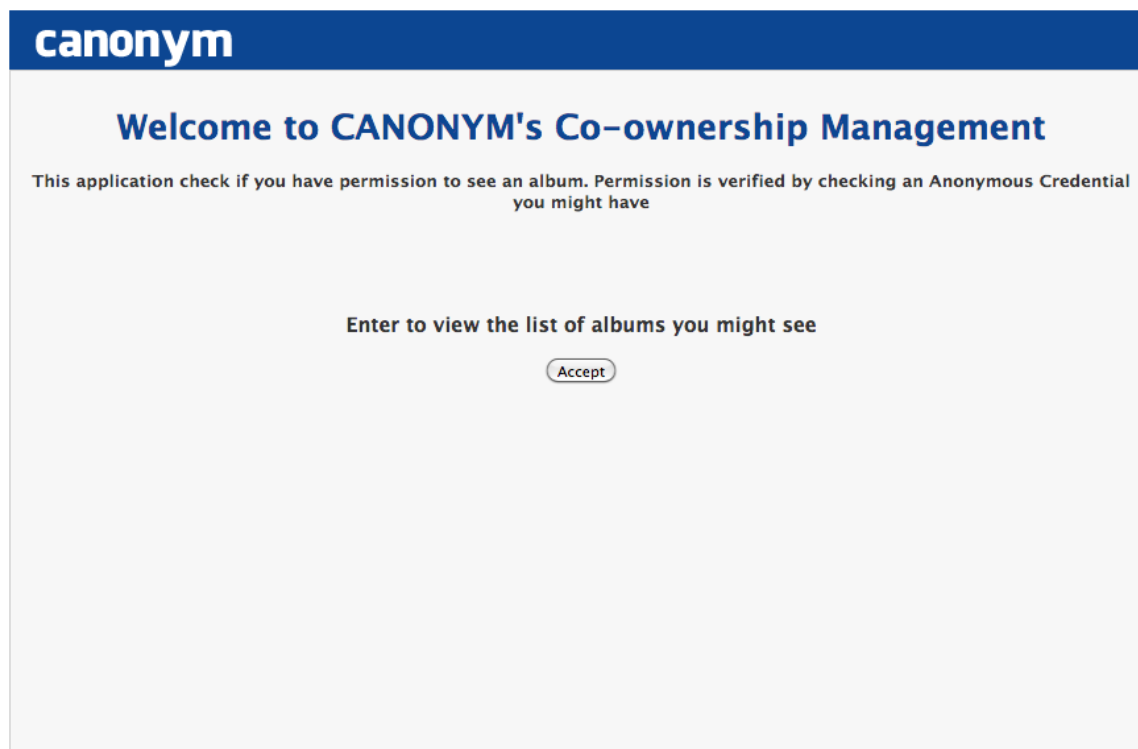 canonym
Welcome to CANONYM's Co-ownership Management
This application check if you have permission to see an album. Permission is verified by checking an Anonymous Credential
you might have
Enter to view the list of albums you might see
Accept